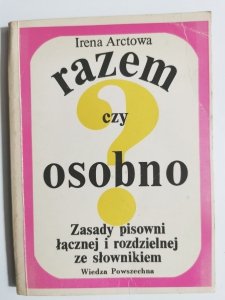 Irena Arctowa
razem
czy
?
osobno
Zasady pisowni
łącznej i rozdzielnej
ze słownikiem
Wiedza Powszechna